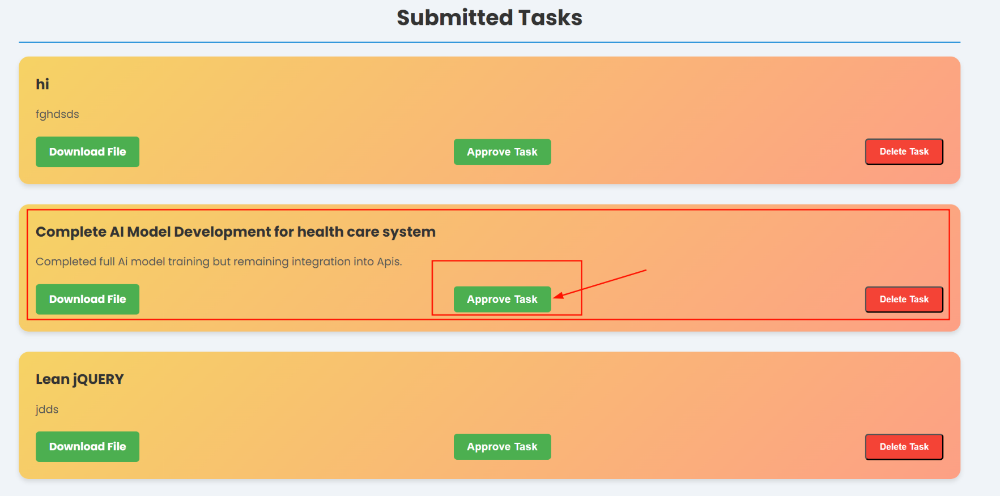 Submitted Tasks
hi
fghdsds
Download File
Approve Task
Delete Task
Complete AI Model Development for health care system
Completed full Ai model training but remaining integration into Apis.
Download File
Approve Task
Delete Task
Lean jQUERY
jdds
Download File
Approve Task
Delete Task